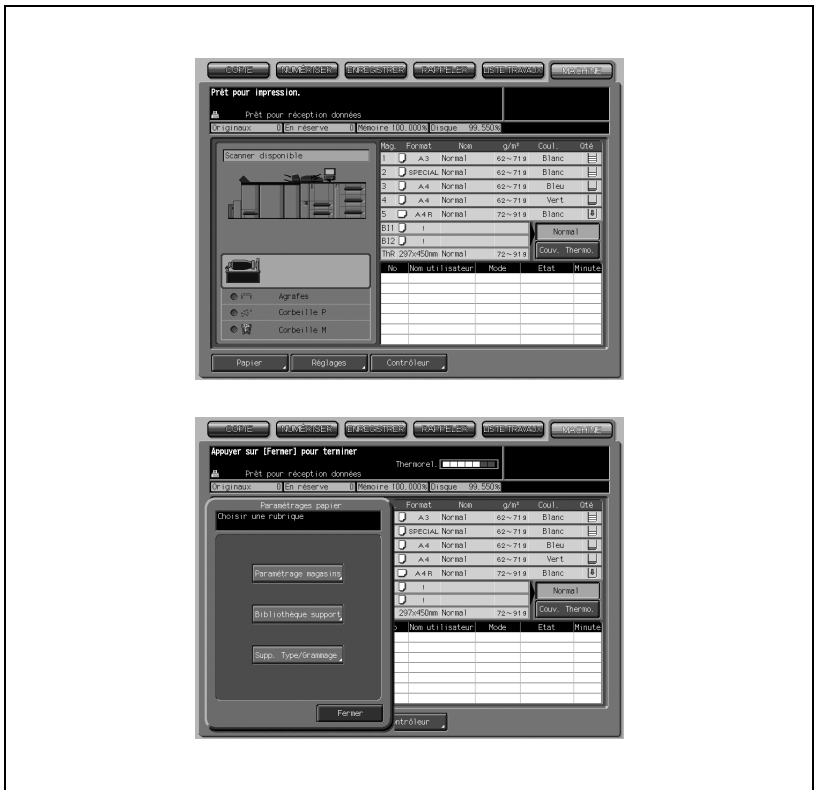 COPIE NUMÉRISER ENREGISTRER RAPPELER LISTE TRAVAUX MACHINE
Prêt pour impression.
Prêt pour réception données
Originaux 0 En réserve 0 Mémoire 100.000% Disque 99.550%
Scanner disponible
Mag. Format Nom g/m² Coul. Qté
1 A3 Normal 62~71g Blanc
2 SPECIAL Normal 62~71g Blanc
3 A4 Normal 62~71g Bleu
4 A4 Normal 62~71g Vert
5 A4R Normal 72~91g Blanc
BI1 !
BI2 !
ThR 297x450mm Normal 72~91g
Normal
Couv. Thermo.
No Nom utilisateur Mode Etat Minute
Agrafes
Corbeille P
Corbeille M
Papier Réglages Contrôleur
COPIE NUMÉRISER ENREGISTRER RAPPELER LISTE TRAVAUX MACHINE
Appuyer sur [Fermer] pour terminer
Thermorel.
Prêt pour réception données
Originaux 0 En réserve 0 Mémoire 100.000% Disque 99.550%
Paramétrages papier
Choisir une rubrique
Paramétrage magasins
Bibliothèque support
Supp. Type/Grammage
Fermer
Format Nom g/m² Coul. Qté
A3 Normal 62~71g Blanc
SPECIAL Normal 62~71g Blanc
A4 Normal 62~71g Bleu
A4 Normal 62~71g Vert
A4R Normal 72~91g Blanc
!
!
297x450mm Normal 72~91g
Normal
Couv. Thermo.
o Nom utilisateur Mode Etat Minute
ntrôleur